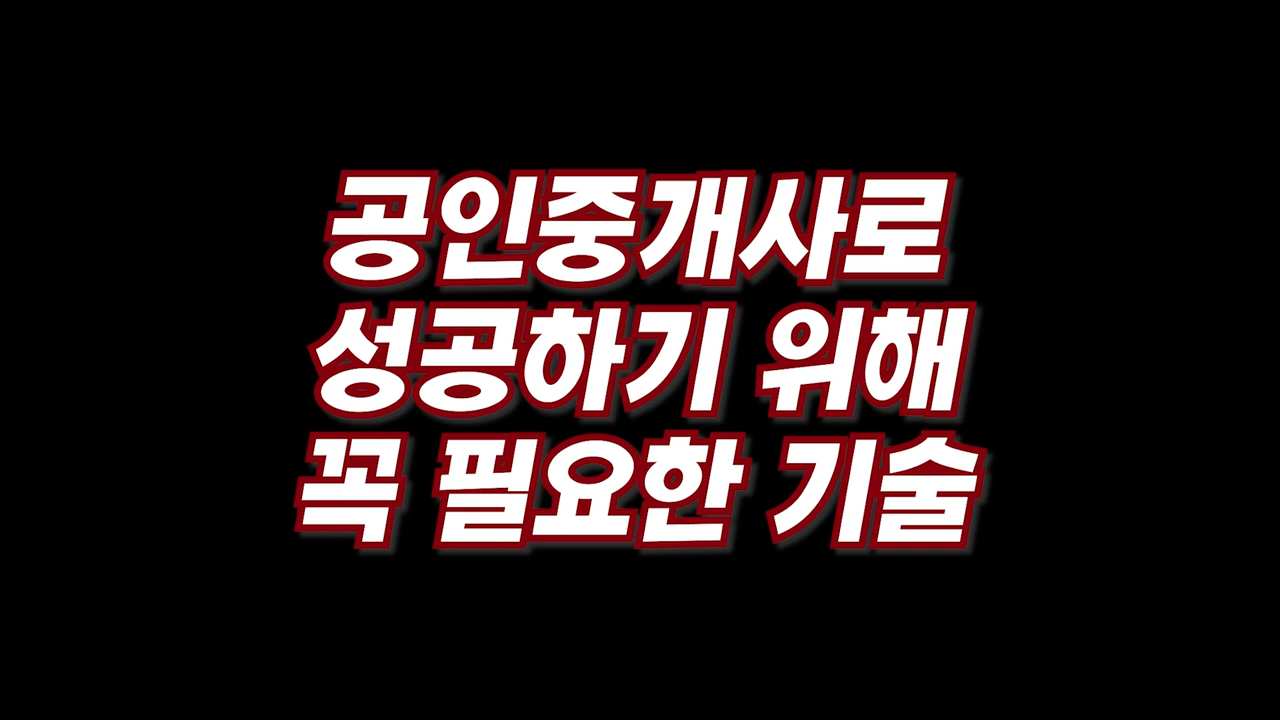 공인중개사로
성공하기 위해
꼭 필요한 기술